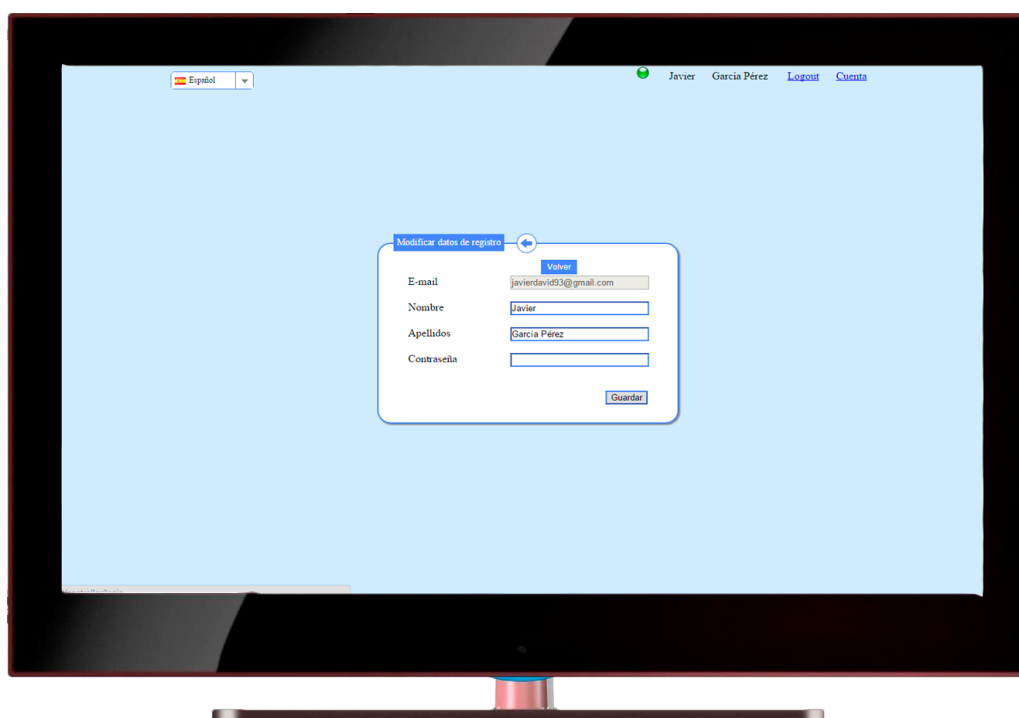 Español
Javier García Pérez Logout Cuenta
Modificar datos de registro
Volver
E-mail javierdavid93@gmail.com
Nombre Javier
Apellidos García Pérez
Contraseña
Guardar